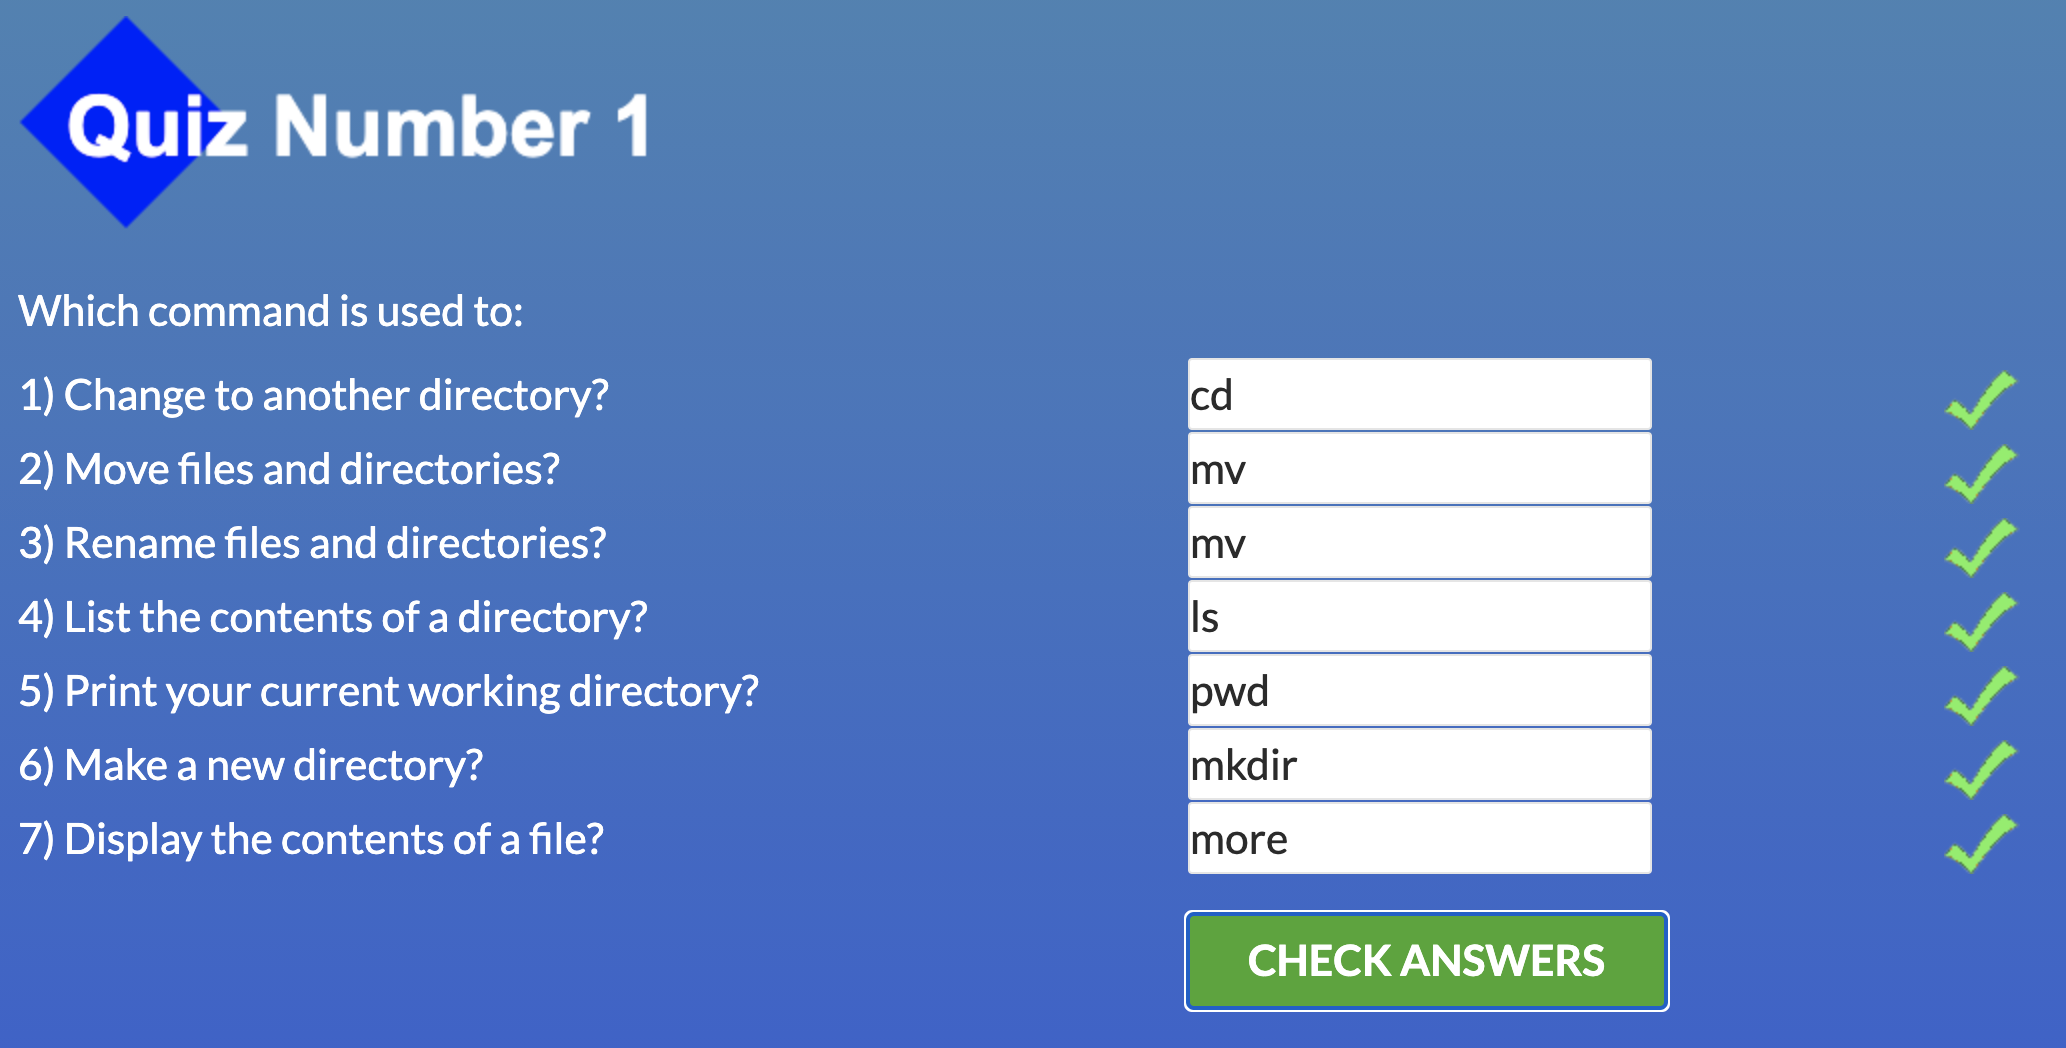 Quiz Number 1
Which command is used to:
1) Change to another directory? cd
2) Move files and directories? mv
3) Rename files and directories? mv
4) List the contents of a directory? ls
5) Print your current working directory? pwd
6) Make a new directory? mkdir
7) Display the contents of a file? more
CHECK ANSWERS